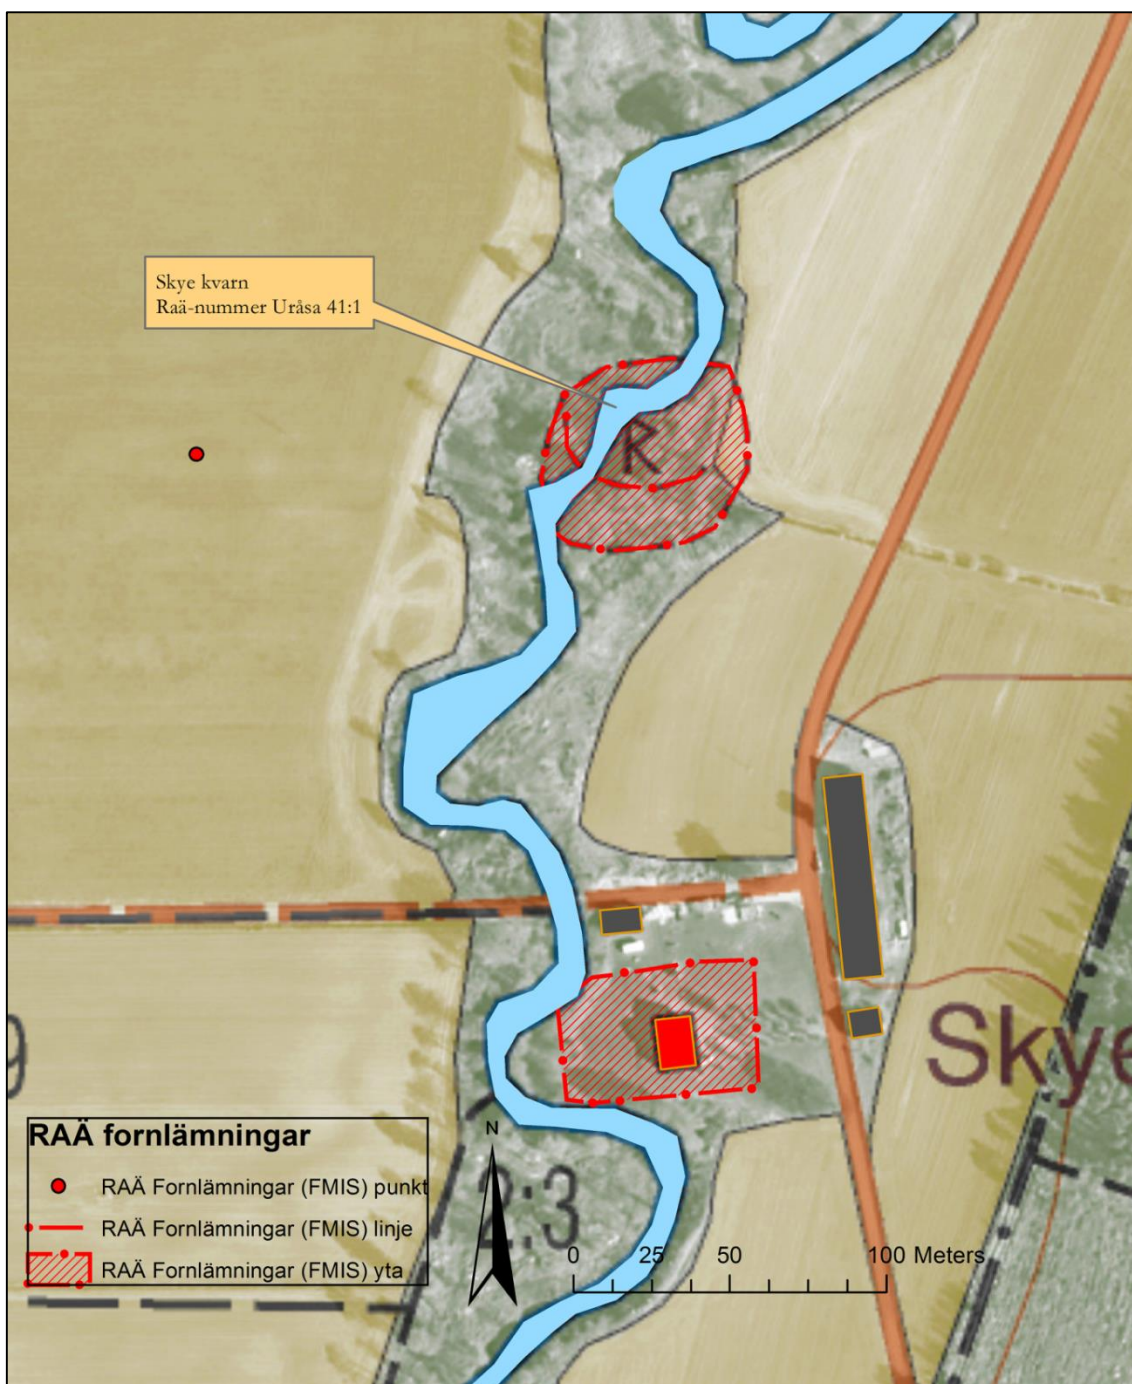 Skye kvarn
Raä-nummer Uråsa 41:1
R
Skye
9
RAÄ fornlämningar
RAÄ Fornlämningar (FMIS) punkt
RAÄ Fornlämningar (FMIS) linje
RAÄ Fornlämningar (FMIS) yta
N
2:3
0 25 50 100 Meters